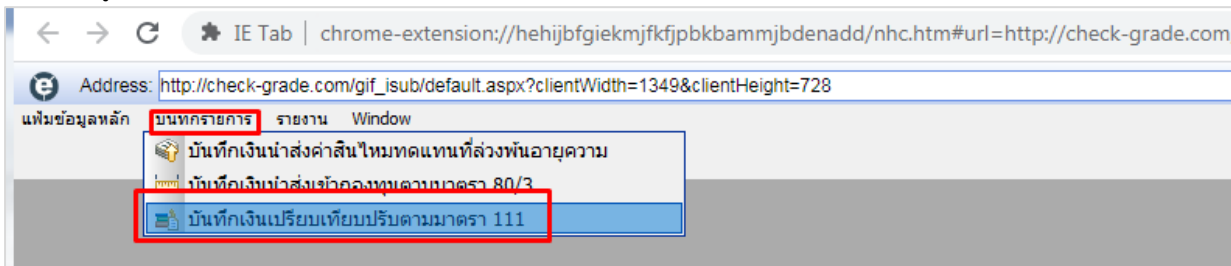 IE Tab | chrome-extension://hehijbfgiekmjfkfjpbkbammjbdenadd/nhc.htm#url=http://check-grade.com
Address: http://check-grade.com/gif_isub/default.aspx?clientWidth=1349&clientHeight=728
แฟ้มข้อมูลหลัก บันทึกรายการ รายงาน Window
บันทึกเงินนำส่งค่าสินไหมทดแทนที่ล่วงพ้นอายุความ
บันทึกเงินนำส่งเข้ากองทุนตามมาตรา 80/3
บันทึกเงินเปรียบเทียบปรับตามมาตรา 111